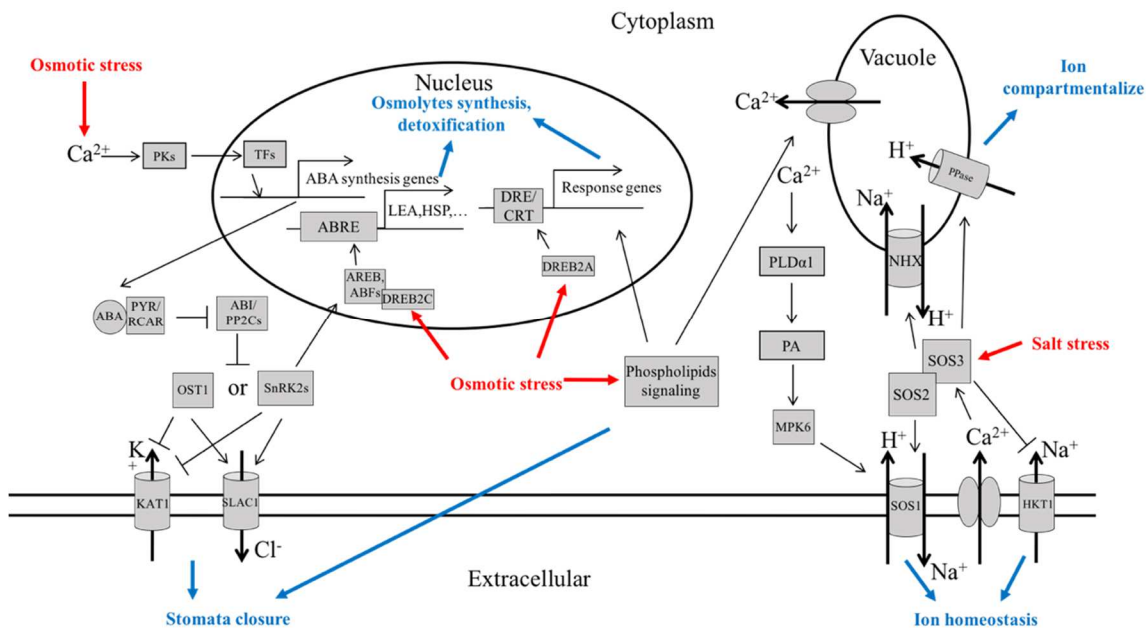 Cytoplasm
Osmotic stress
Nucleus
Vacuole
Ion
compartmentalize
Osmolytes synthesis,
detoxification
Ca²⁺
Ca²⁺
PKs
TFs
H⁺
PPase
ABA synthesis genes
Response genes
Ca²⁺
Na⁺
DRE/
CRT
LEA,HSP,…
ABRE
NHX
PLDα1
DREB2A
AREB,
ABFs
DREB2C
ABA
PYR/
RCAR
ABI/
PP2Cs
H⁺
PA
SOS3
Salt stress
OST1
or
SnRK2s
Osmotic stress
Phospholipids
signaling
SOS2
MPK6
K
+
H⁺
Ca²⁺
Na⁺
KAT1
SLAC1
SOS1
HKT1
Cl⁻
Na⁺
Extracellular
Stomata closure
Ion homeostasis